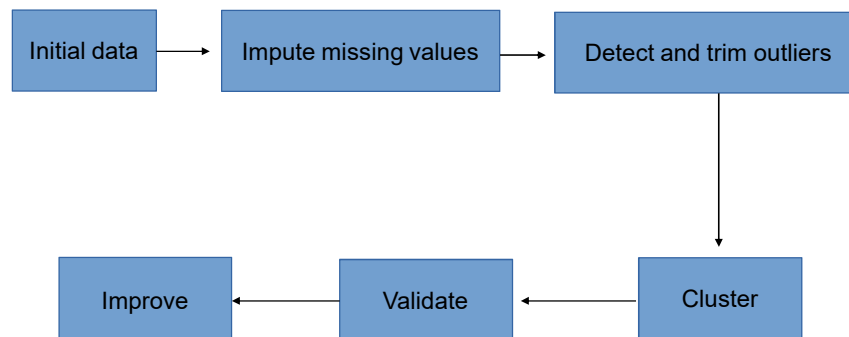 Initial data
Impute missing values
Detect and trim outliers
Improve
Validate
Cluster